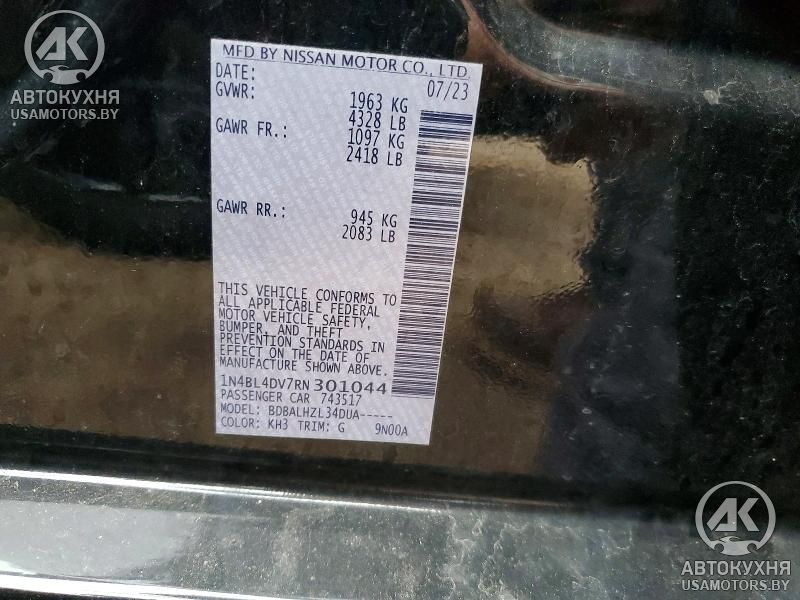 АК
АВТОКУХНЯ
USAMOTORS.BY
MFD BY NISSAN MOTOR CO., LTD.
DATE: 07/23
GVWR: 1963 KG
4328 LB
GAWR FR.: 1097 KG
2418 LB
GAWR RR.: 945 KG
2083 LB
THIS VEHICLE CONFORMS TO
ALL APPLICABLE FEDERAL
MOTOR VEHICLE SAFETY,
BUMPER, AND THEFT
PREVENTION STANDARDS IN
EFFECT ON THE DATE OF
MANUFACTURE SHOWN ABOVE.
1N4BL4DV7RN301044
PASSENGER CAR 743517
MODEL: BDBALHZL34DUA-----
COLOR: KH3 TRIM: G 9N00A
АК
АВТОКУХНЯ
USAMOTORS.BY